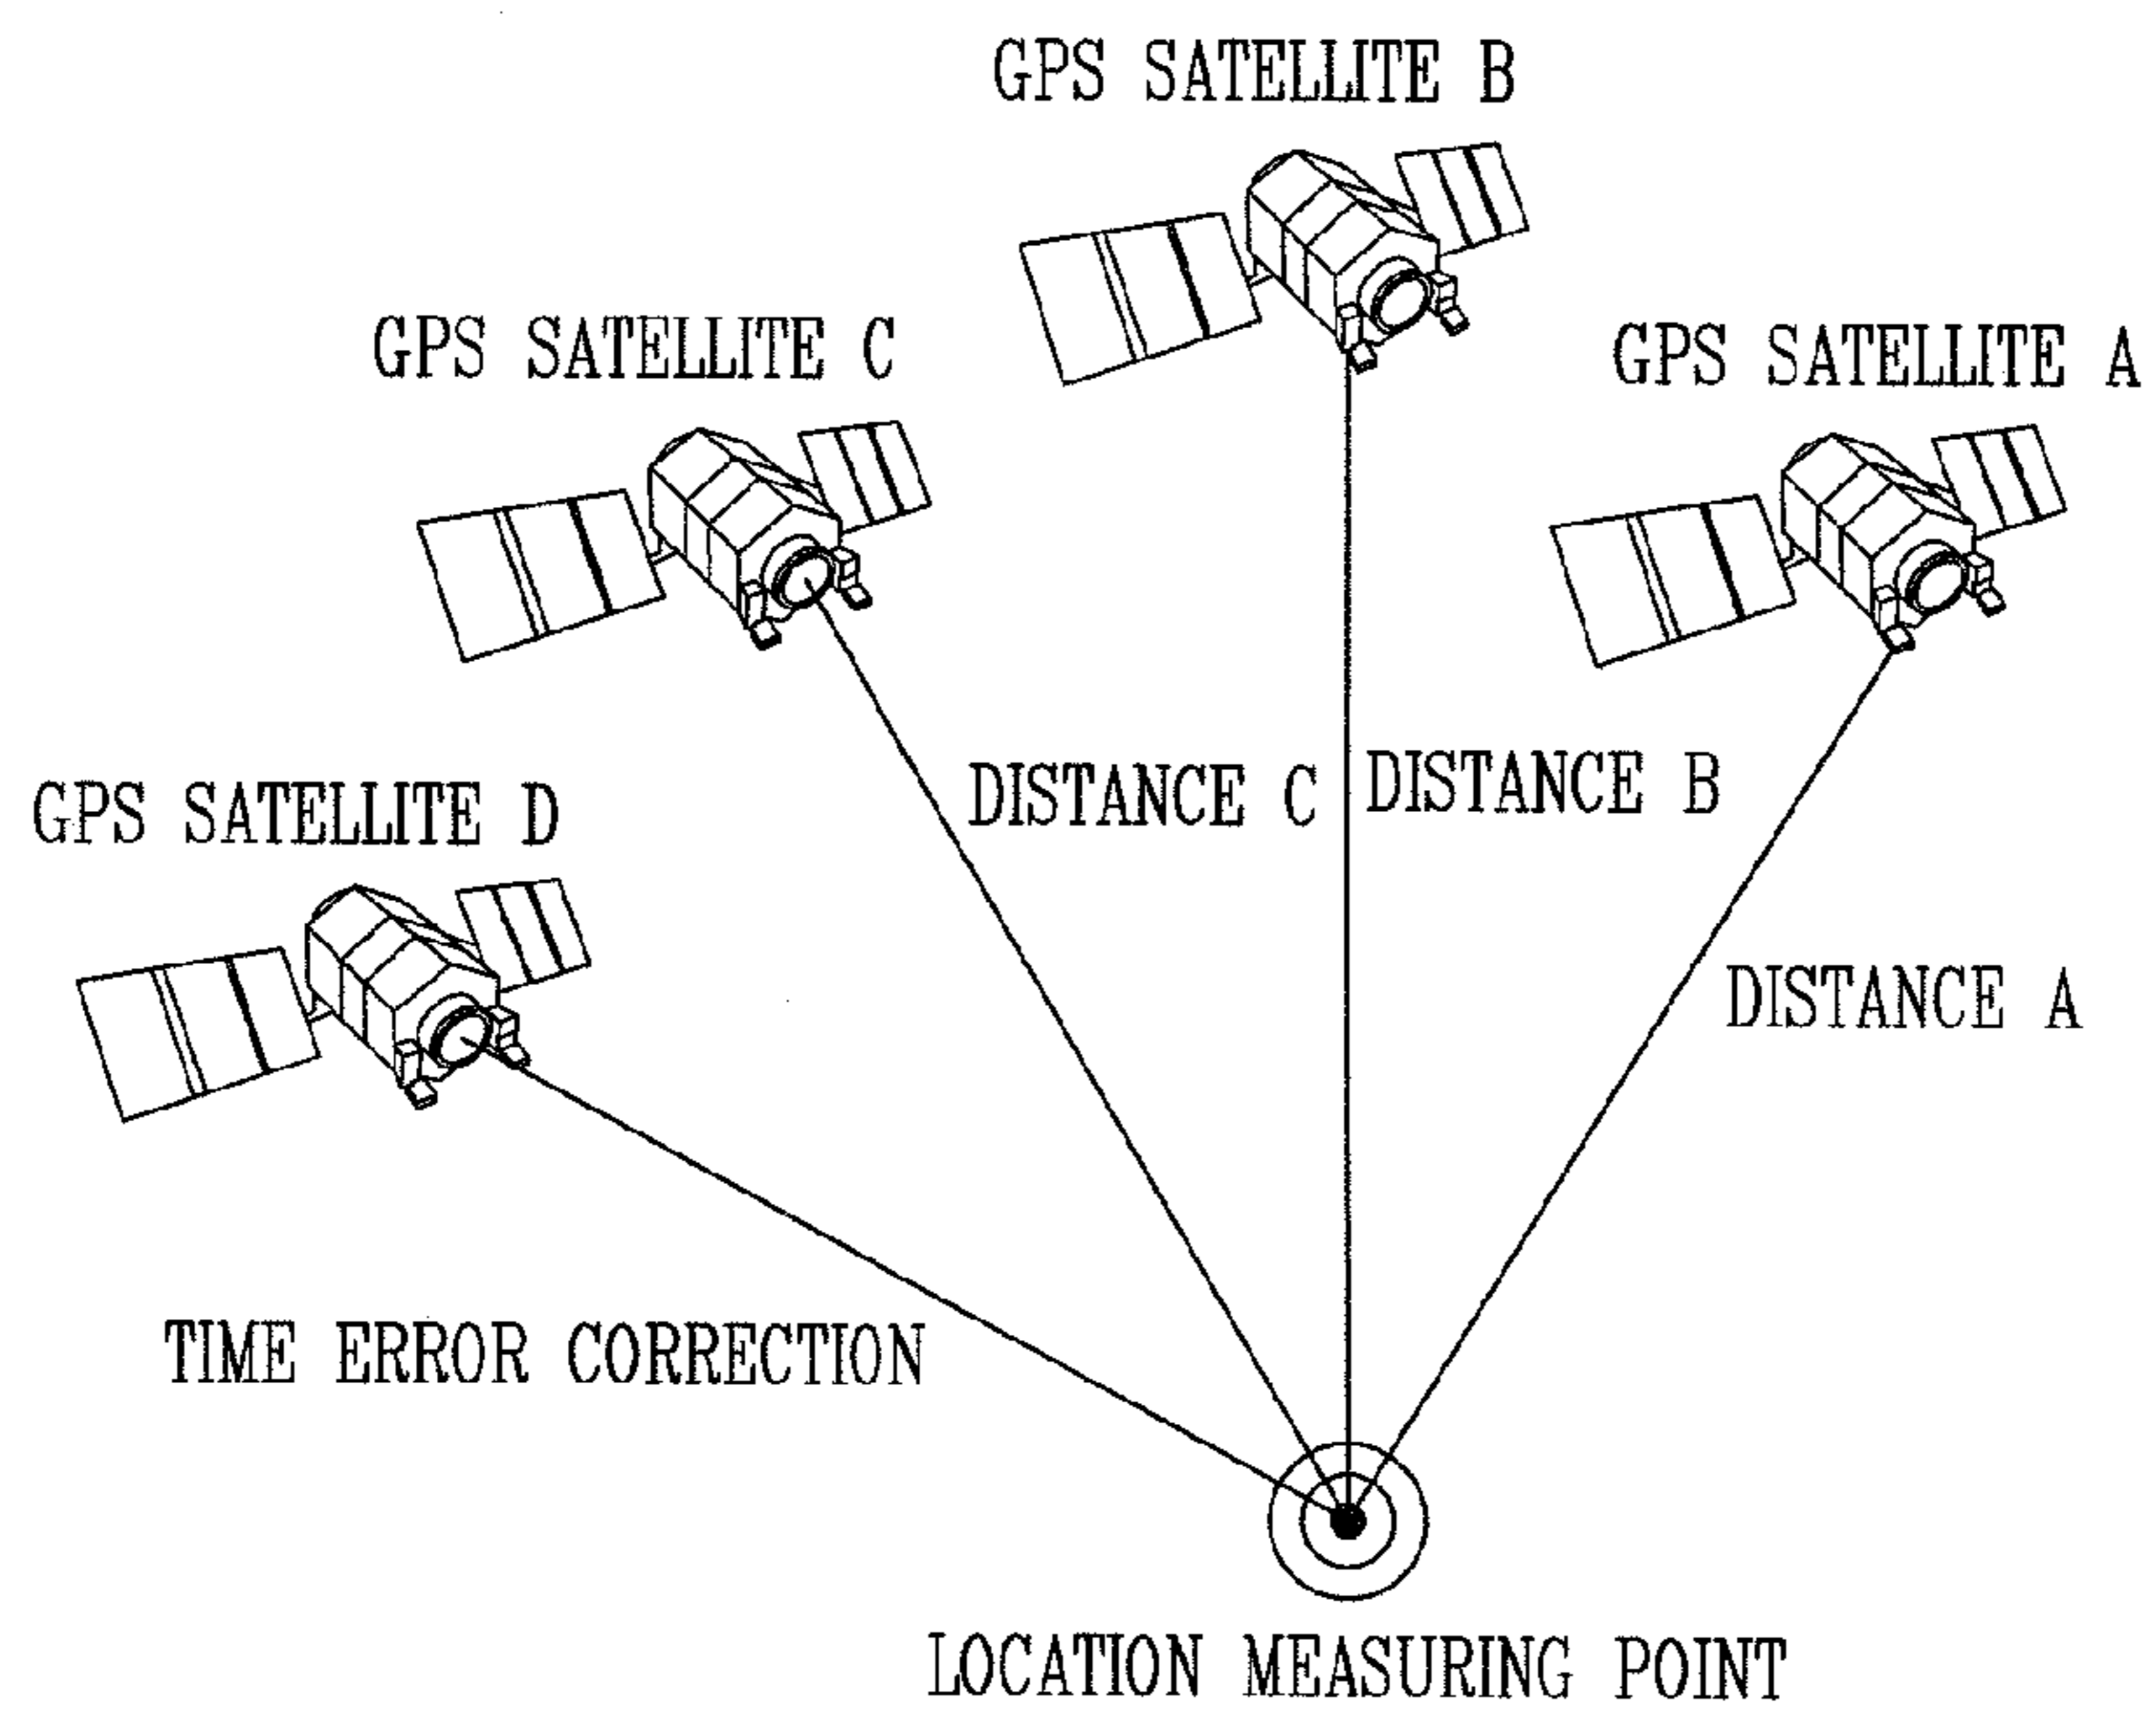 GPS SATELLITE B
GPS SATELLITE C
GPS SATELLITE A
DISTANCE C
DISTANCE B
GPS SATELLITE D
DISTANCE A
TIME ERROR CORRECTION
LOCATION MEASURING POINT